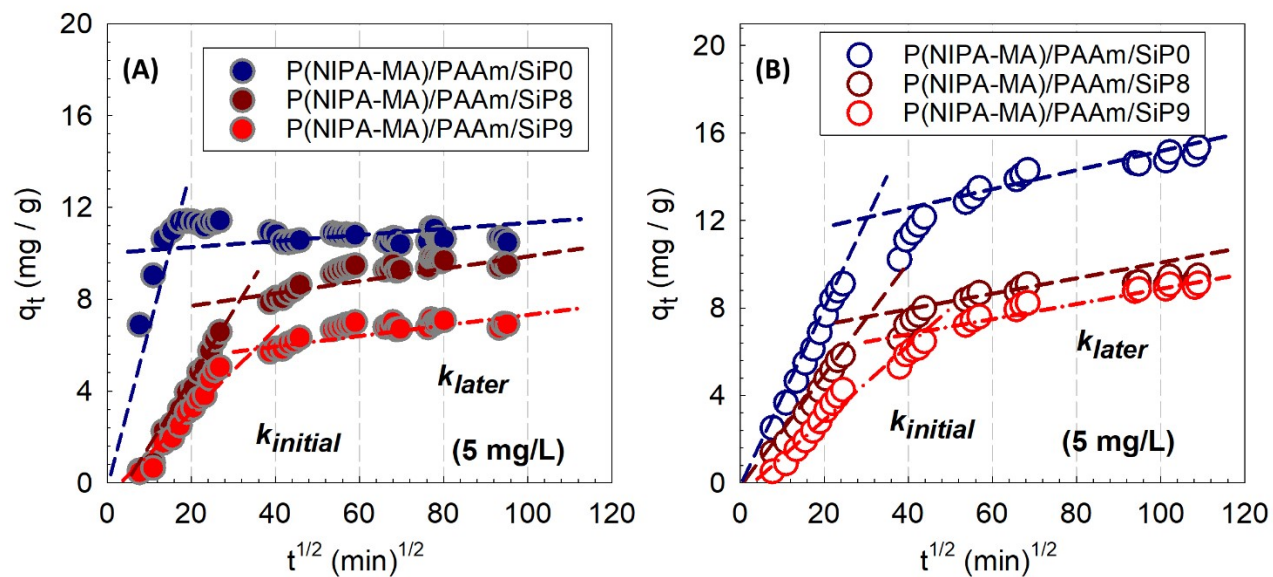 20
16
12
8
4
0
q_t (mg / g)
(A)
P(NIPA-MA)/PAAm/SiP0
P(NIPA-MA)/PAAm/SiP8
P(NIPA-MA)/PAAm/SiP9
k_later
k_initial
(5 mg/L)
0 20 40 60 80 100 120
t^1/2 (min)^1/2
20
16
12
8
4
0
q_t (mg / g)
(B)
P(NIPA-MA)/PAAm/SiP0
P(NIPA-MA)/PAAm/SiP8
P(NIPA-MA)/PAAm/SiP9
k_later
k_initial
(5 mg/L)
0 20 40 60 80 100 120
t^1/2 (min)^1/2